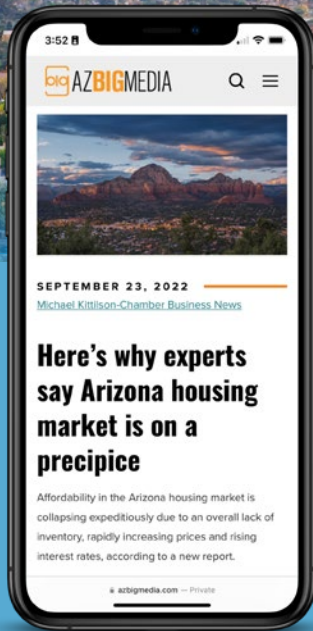 3:52
big AZBIGMEDIA
SEPTEMBER 23, 2022
Michael Kittilson-Chamber Business News
Here's why experts
say Arizona housing
market is on a
precipice
Affordability in the Arizona housing market is
collapsing expeditiously due to an overall lack of
inventory, rapidly increasing prices and rising
interest rates, according to a new report.
azbigmedia.com — Private